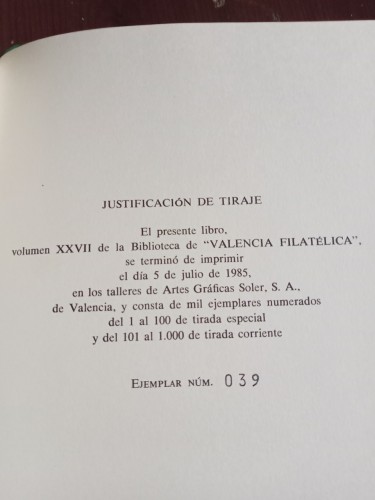 JUSTIFICACIÓN DE TIRAJE
El presente libro,
volumen XXVII de la Biblioteca de “VALENCIA FILATÉLICA”,
se terminó de imprimir
el día 5 de julio de 1985,
en los talleres de Artes Gráficas Soler, S. A.,
de Valencia, y consta de mil ejemplares numerados
del 1 al 100 de tirada especial
y del 101 al 1.000 de tirada corriente
EJEMPLAR NÚM. 039